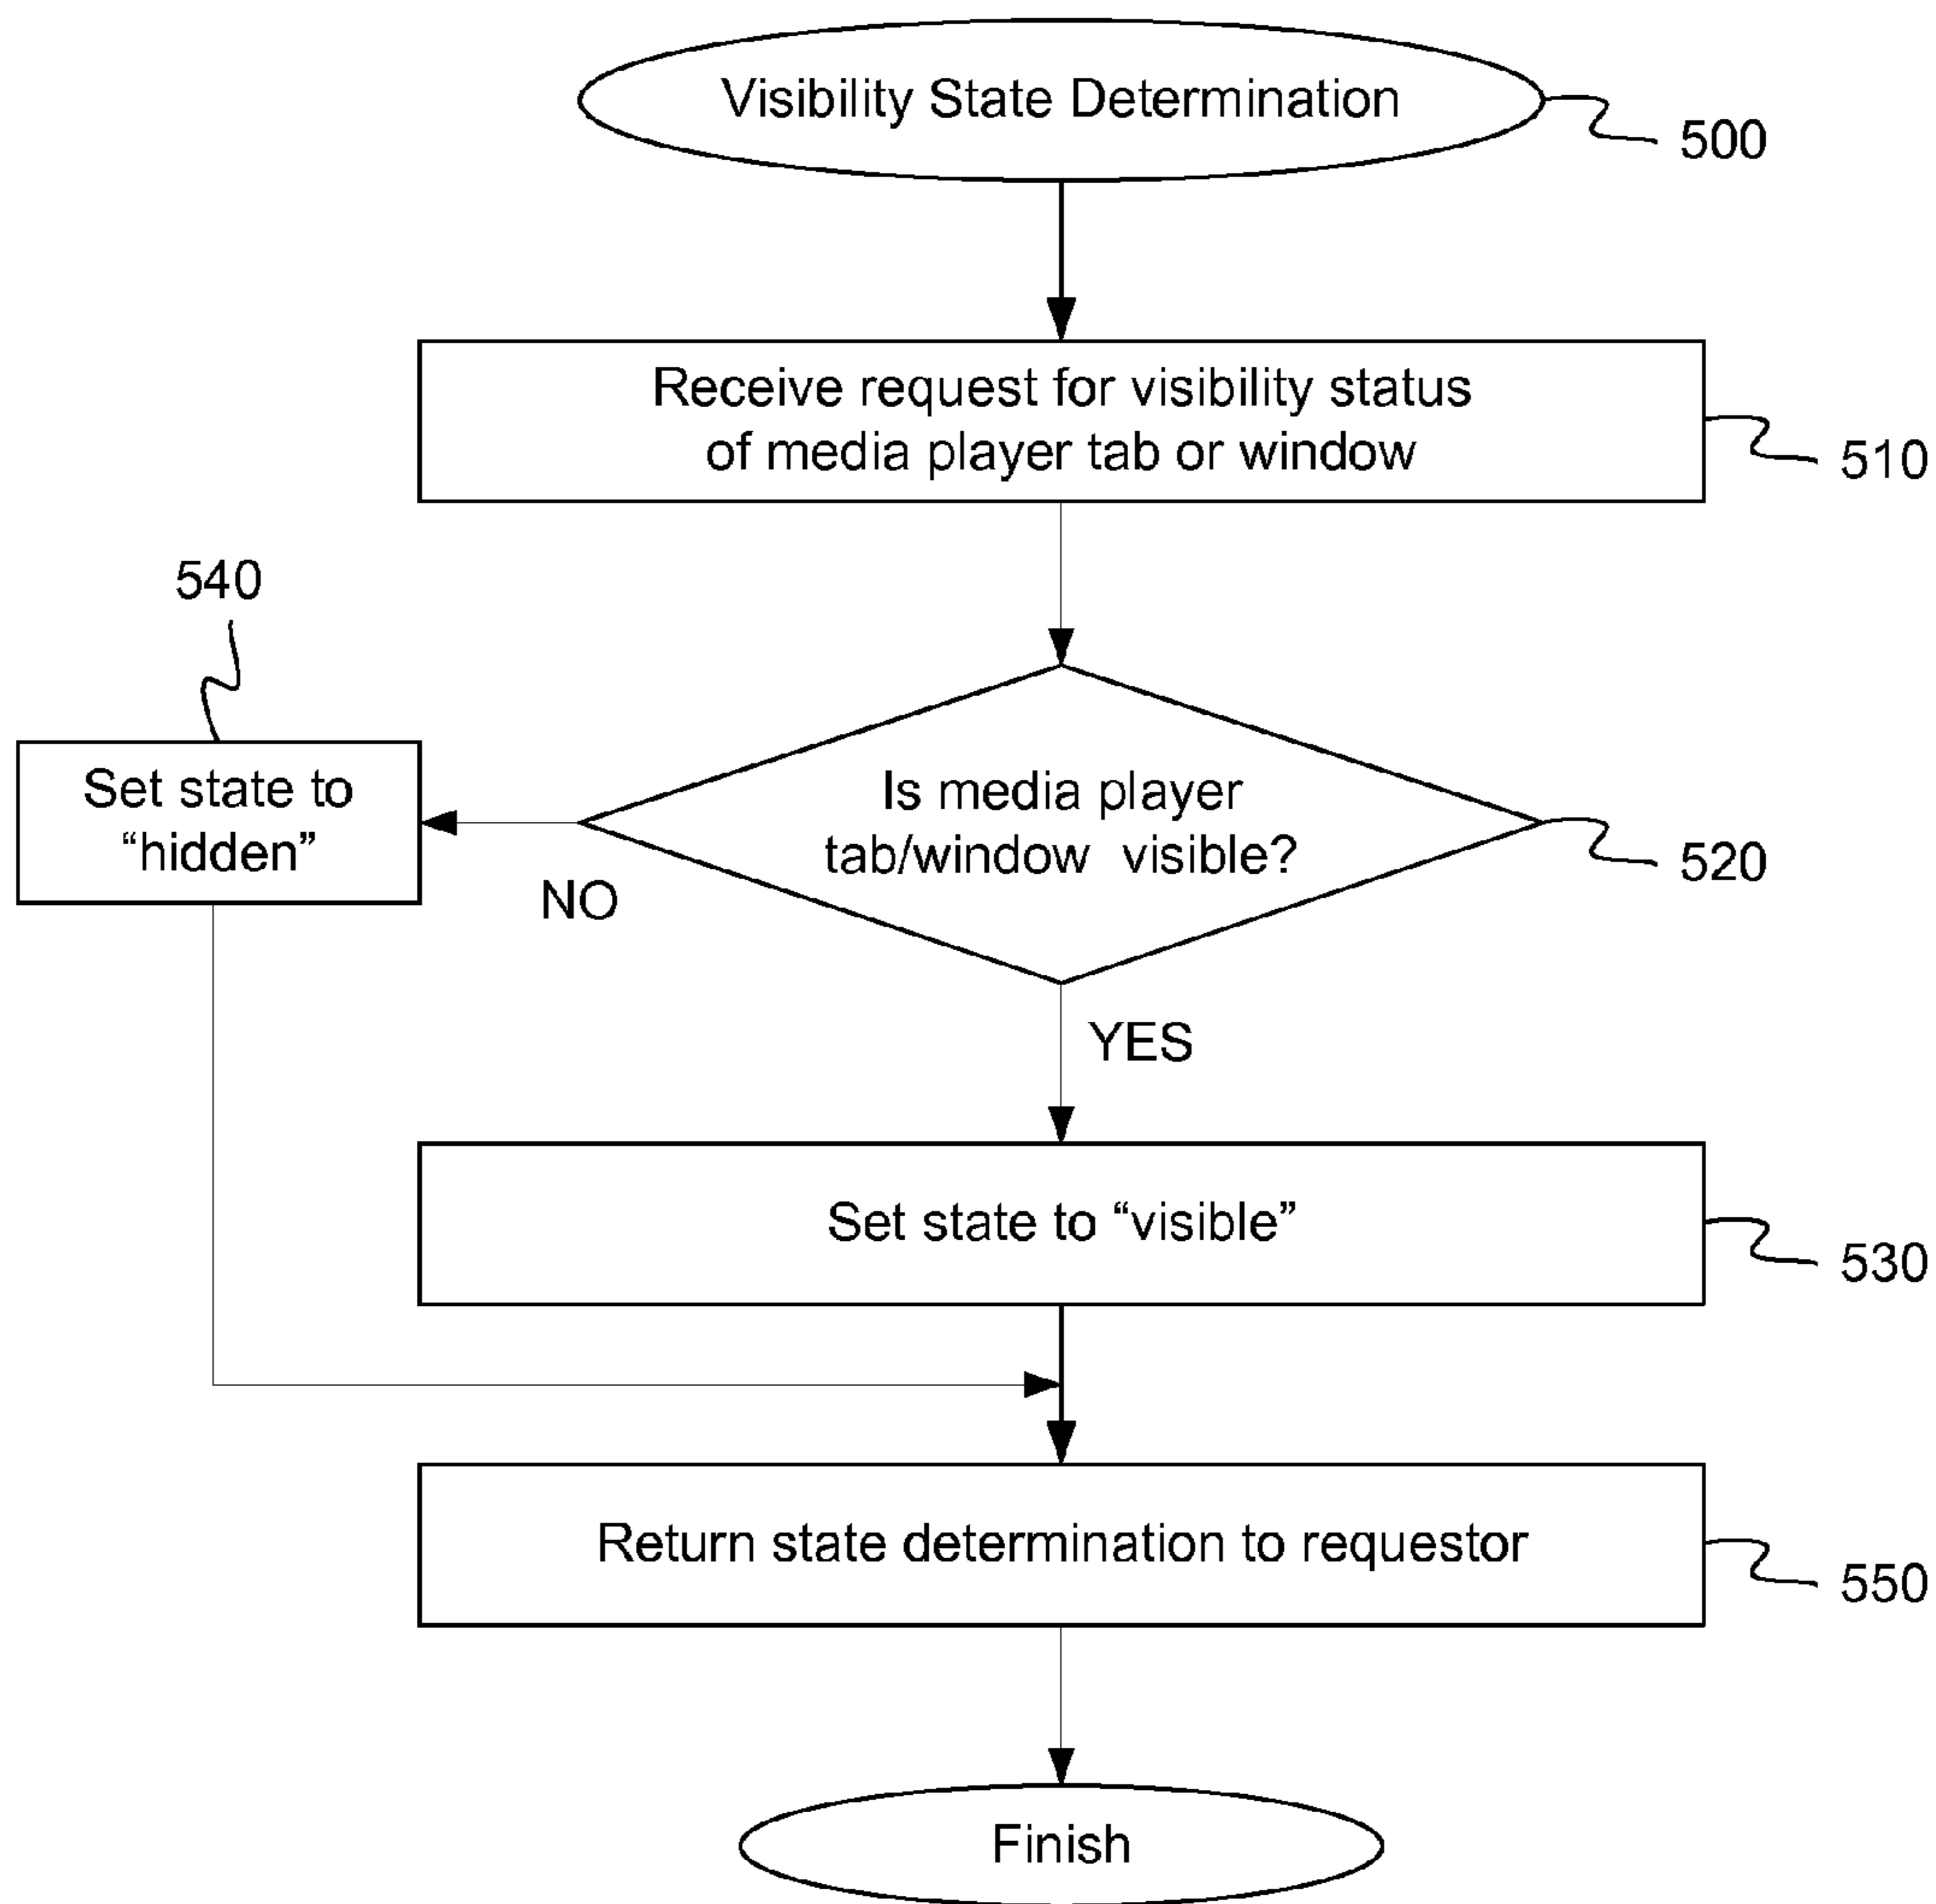 Visibility State Determination
500
Receive request for visibility status
of media player tab or window
510
540
Set state to
“hidden”
Is media player
tab/window visible?
520
NO
YES
Set state to “visible”
530
Return state determination to requestor
550
Finish